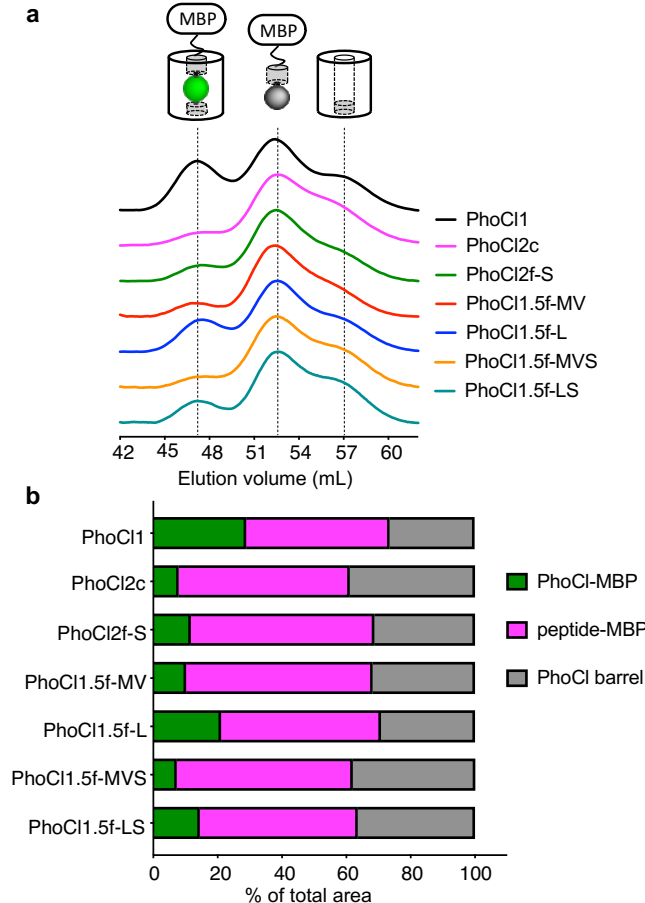 a
MBP
MBP
PhoCl1
PhoCl2c
PhoCl2f-S
PhoCl1.5f-MV
PhoCl1.5f-L
PhoCl1.5f-MVS
PhoCl1.5f-LS
42 45 48 51 54 57 60
Elution volume (mL)
b
PhoCl1
PhoCl2c
PhoCl2f-S
PhoCl1.5f-MV
PhoCl1.5f-L
PhoCl1.5f-MVS
PhoCl1.5f-LS
PhoCl-MBP
peptide-MBP
PhoCl barrel
0 20 40 60 80 100
% of total area